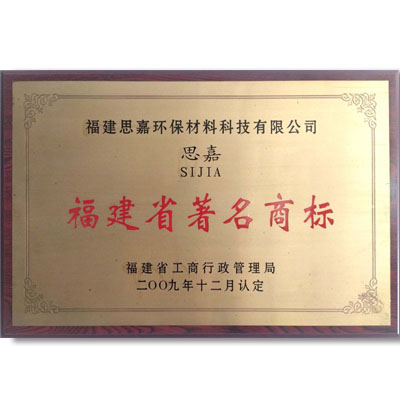 福建思嘉环保材料科技有限公司
思嘉
SIJIA
福建省著名商标
福建省工商行政管理局
二〇〇九年十二月认定